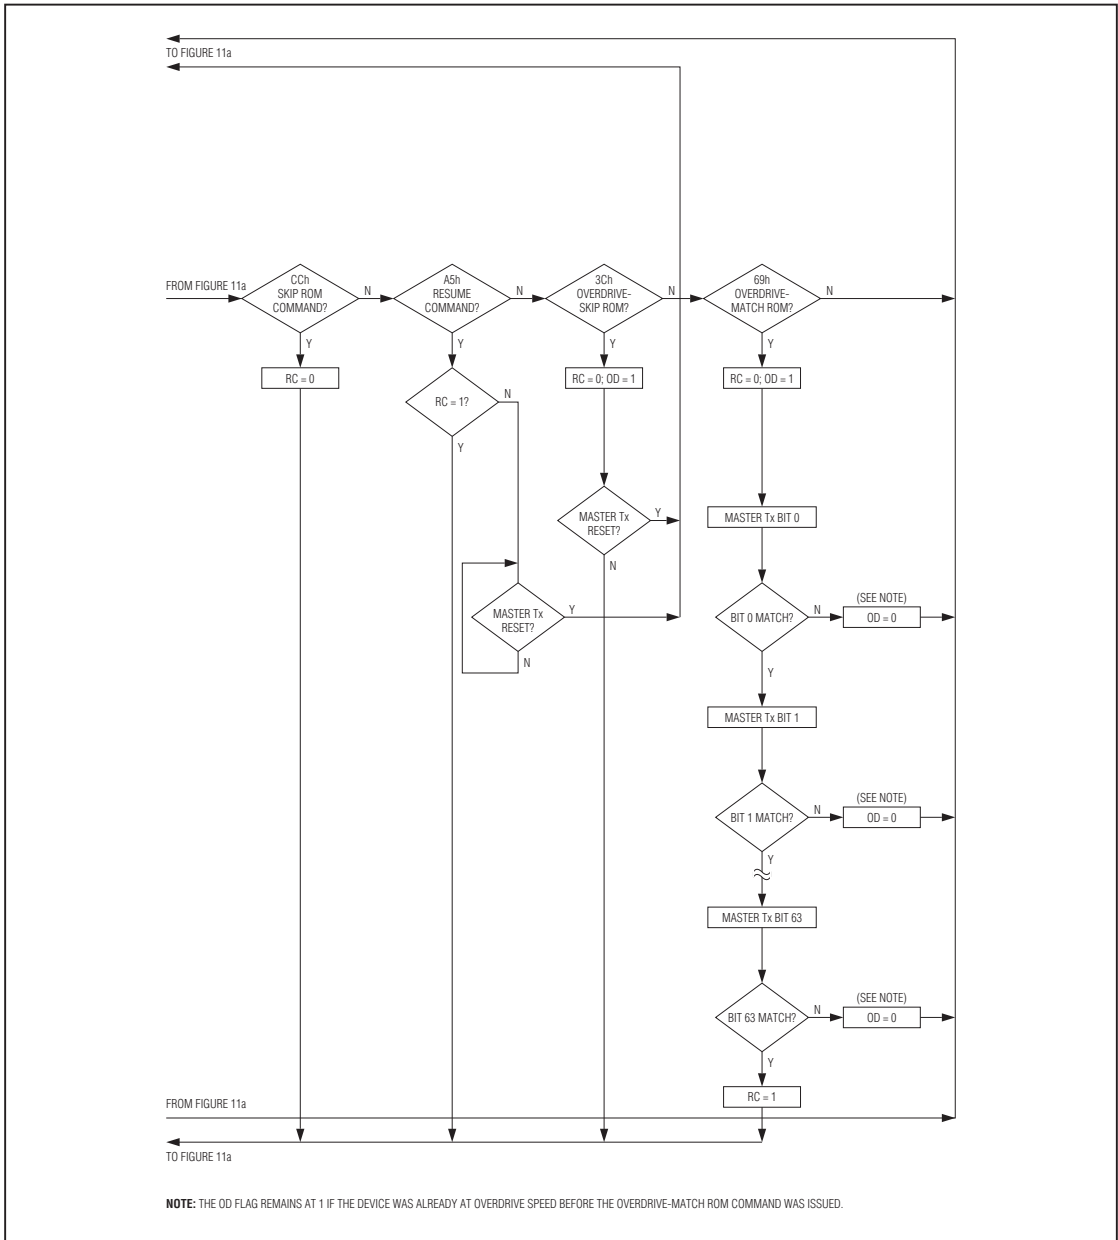 TO FIGURE 11a
FROM FIGURE 11a
CCh
SKIP ROM
COMMAND?
N
Y
RC = 0
A5h
RESUME
COMMAND?
N
Y
RC = 1?
N
Y
MASTER Tx
RESET?
Y
N
3Ch
OVERDRIVE-
SKIP ROM?
N
Y
RC = 0; OD = 1
MASTER Tx
RESET?
Y
N
69h
OVERDRIVE-
MATCH ROM?
N
Y
RC = 0; OD = 1
MASTER Tx BIT 0
BIT 0 MATCH?
N
(SEE NOTE)
OD = 0
Y
MASTER Tx BIT 1
BIT 1 MATCH?
N
(SEE NOTE)
OD = 0
Y
MASTER Tx BIT 63
BIT 63 MATCH?
N
(SEE NOTE)
OD = 0
Y
RC = 1
FROM FIGURE 11a
TO FIGURE 11a
NOTE: THE OD FLAG REMAINS AT 1 IF THE DEVICE WAS ALREADY AT OVERDRIVE SPEED BEFORE THE OVERDRIVE-MATCH ROM COMMAND WAS ISSUED.